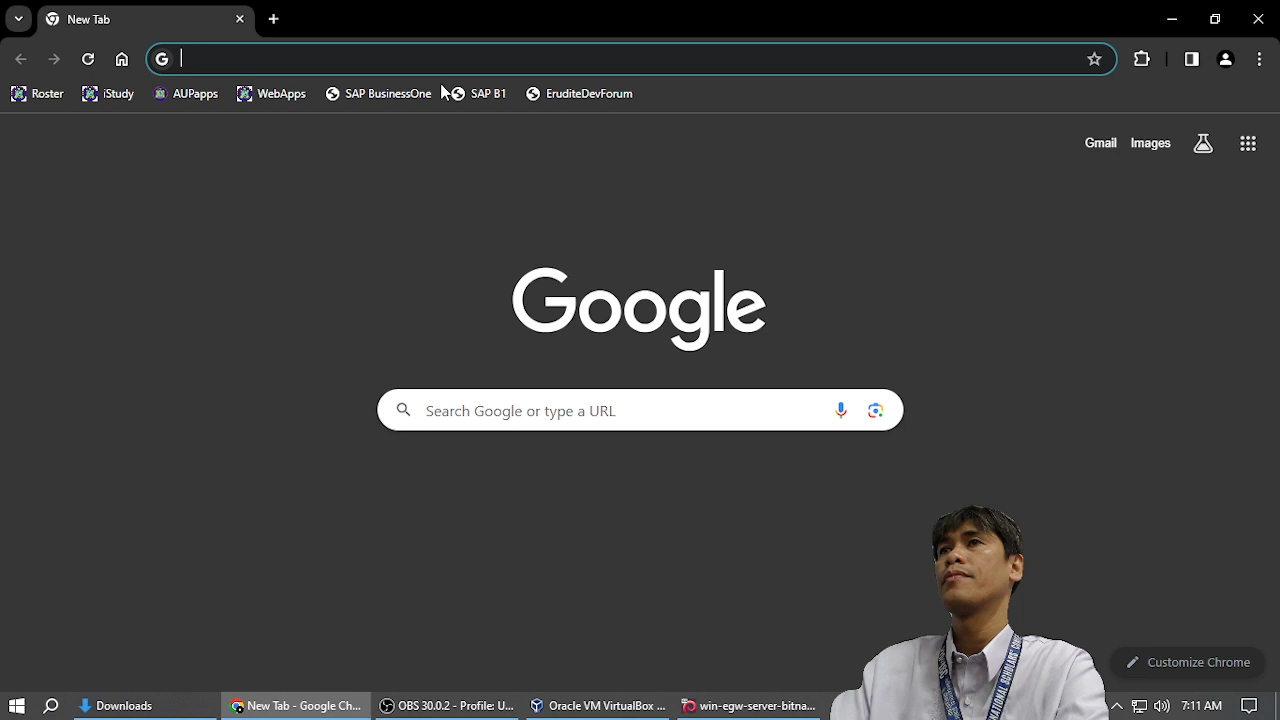 New Tab
Roster iStudy AUPapps WebApps SAP BusinessOne SAP B1 EruditeDevForum
Gmail Images
Google
Search Google or type a URL
NATIONAL SCHOLARS'
Customize Chrome
Downloads New Tab - Google Ch... OBS 30.0.2 - Profile: U... Oracle VM VirtualBox ... win-egw-server-bitna... 7:11 AM